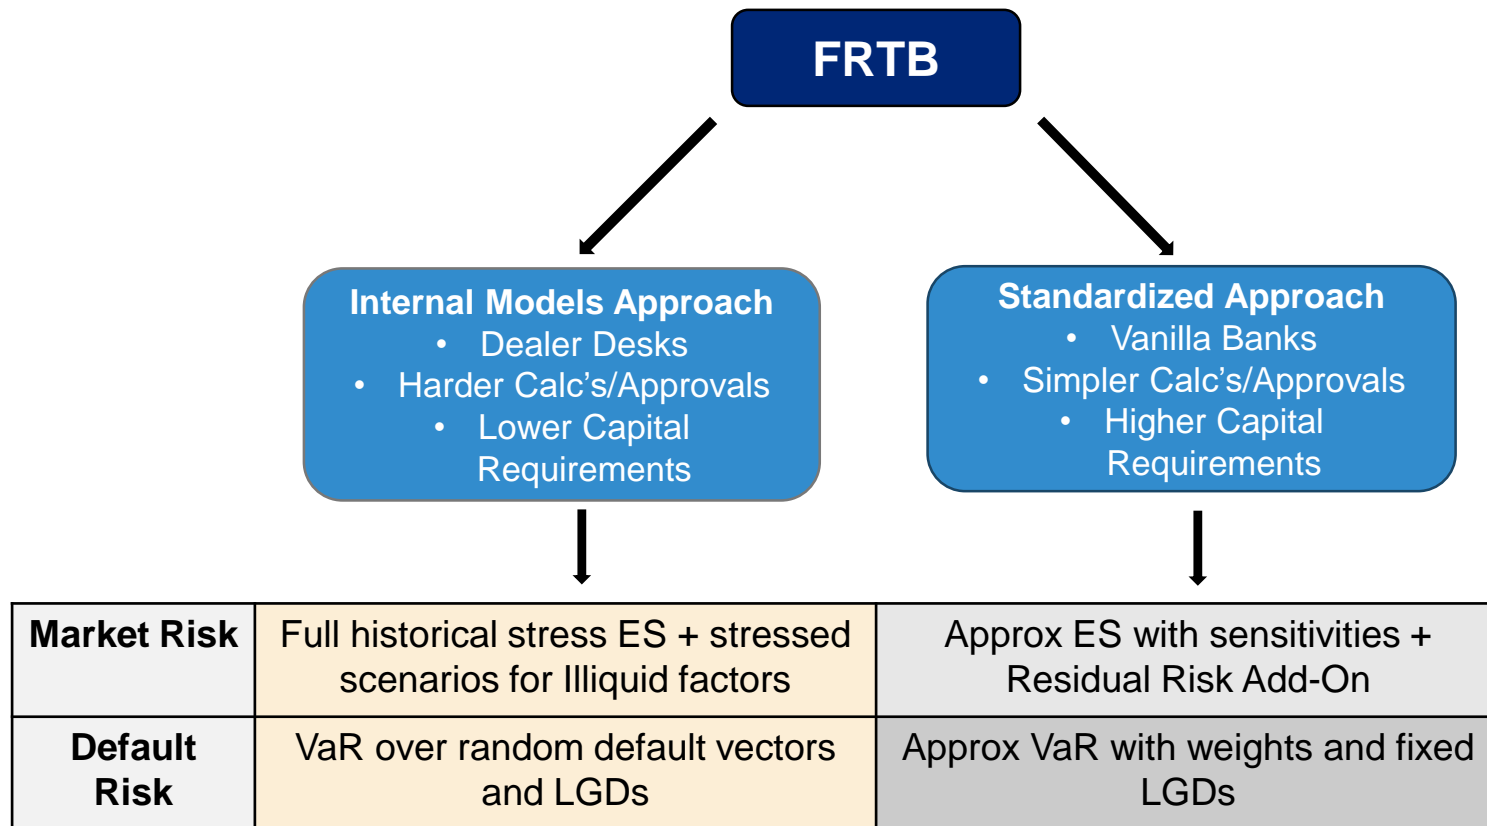 FRTB
Internal Models Approach
• Dealer Desks
• Harder Calc’s/Approvals
• Lower Capital
Requirements
Standardized Approach
• Vanilla Banks
• Simpler Calc’s/Approvals
• Higher Capital
Requirements
Market Risk
Full historical stress ES + stressed
scenarios for Illiquid factors
Approx ES with sensitivities +
Residual Risk Add-On
Default
Risk
VaR over random default vectors
and LGDs
Approx VaR with weights and fixed
LGDs